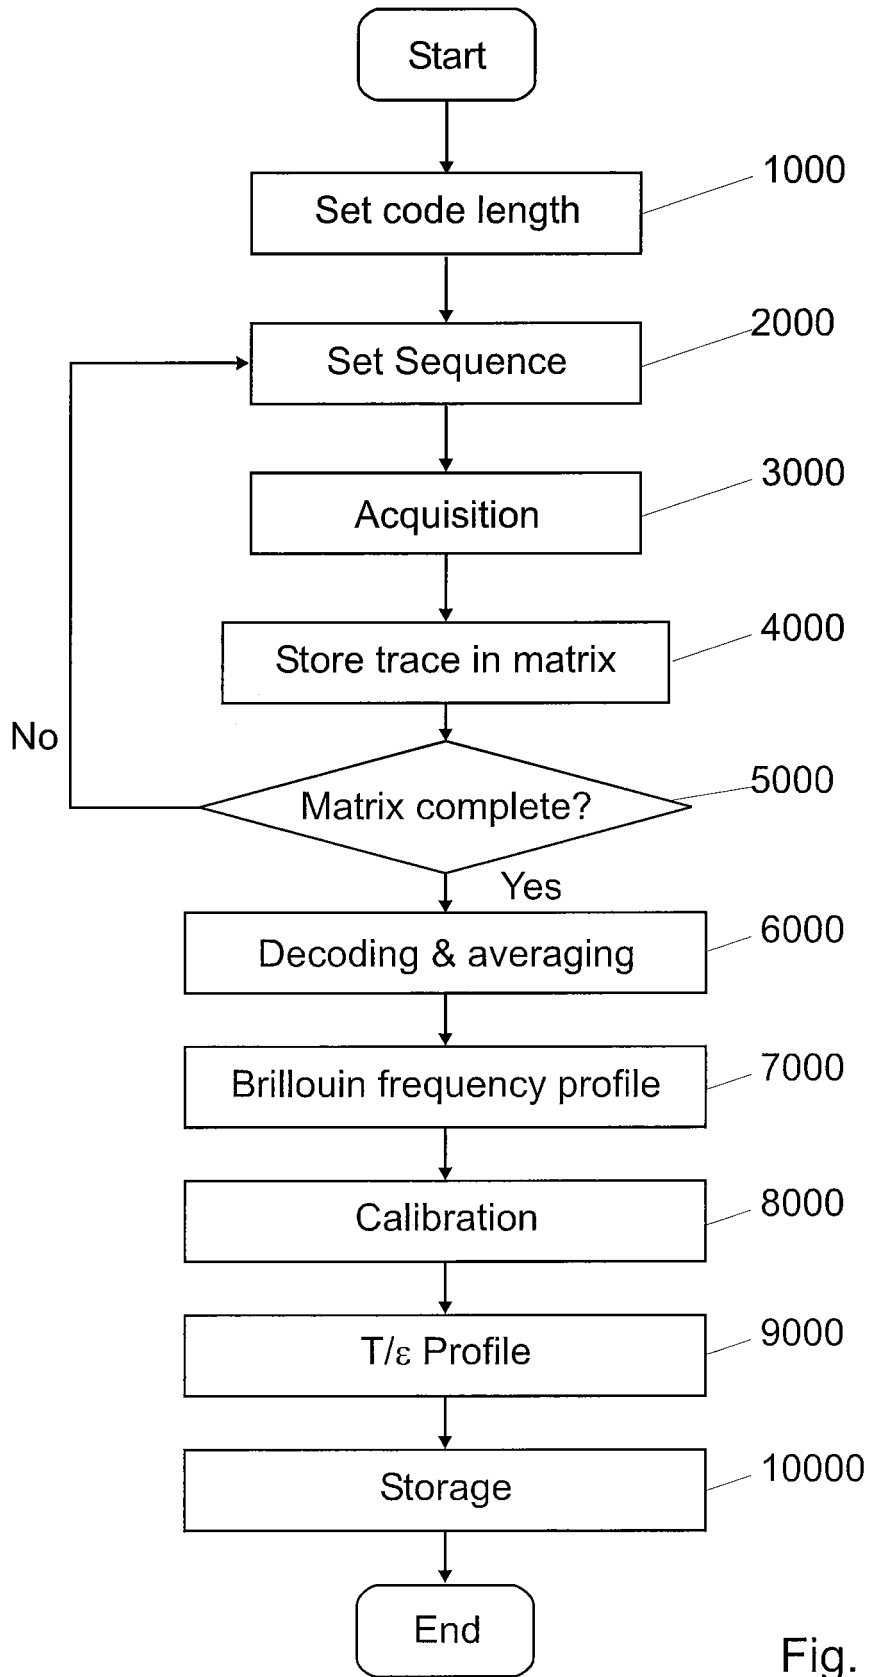 Start
1000
Set code length
2000
Set Sequence
3000
Acquisition
4000
Store trace in matrix
No
5000
Matrix complete?
Yes
6000
Decoding & averaging
7000
Brillouin frequency profile
8000
Calibration
9000
T/ε Profile
10000
Storage
End
Fig.